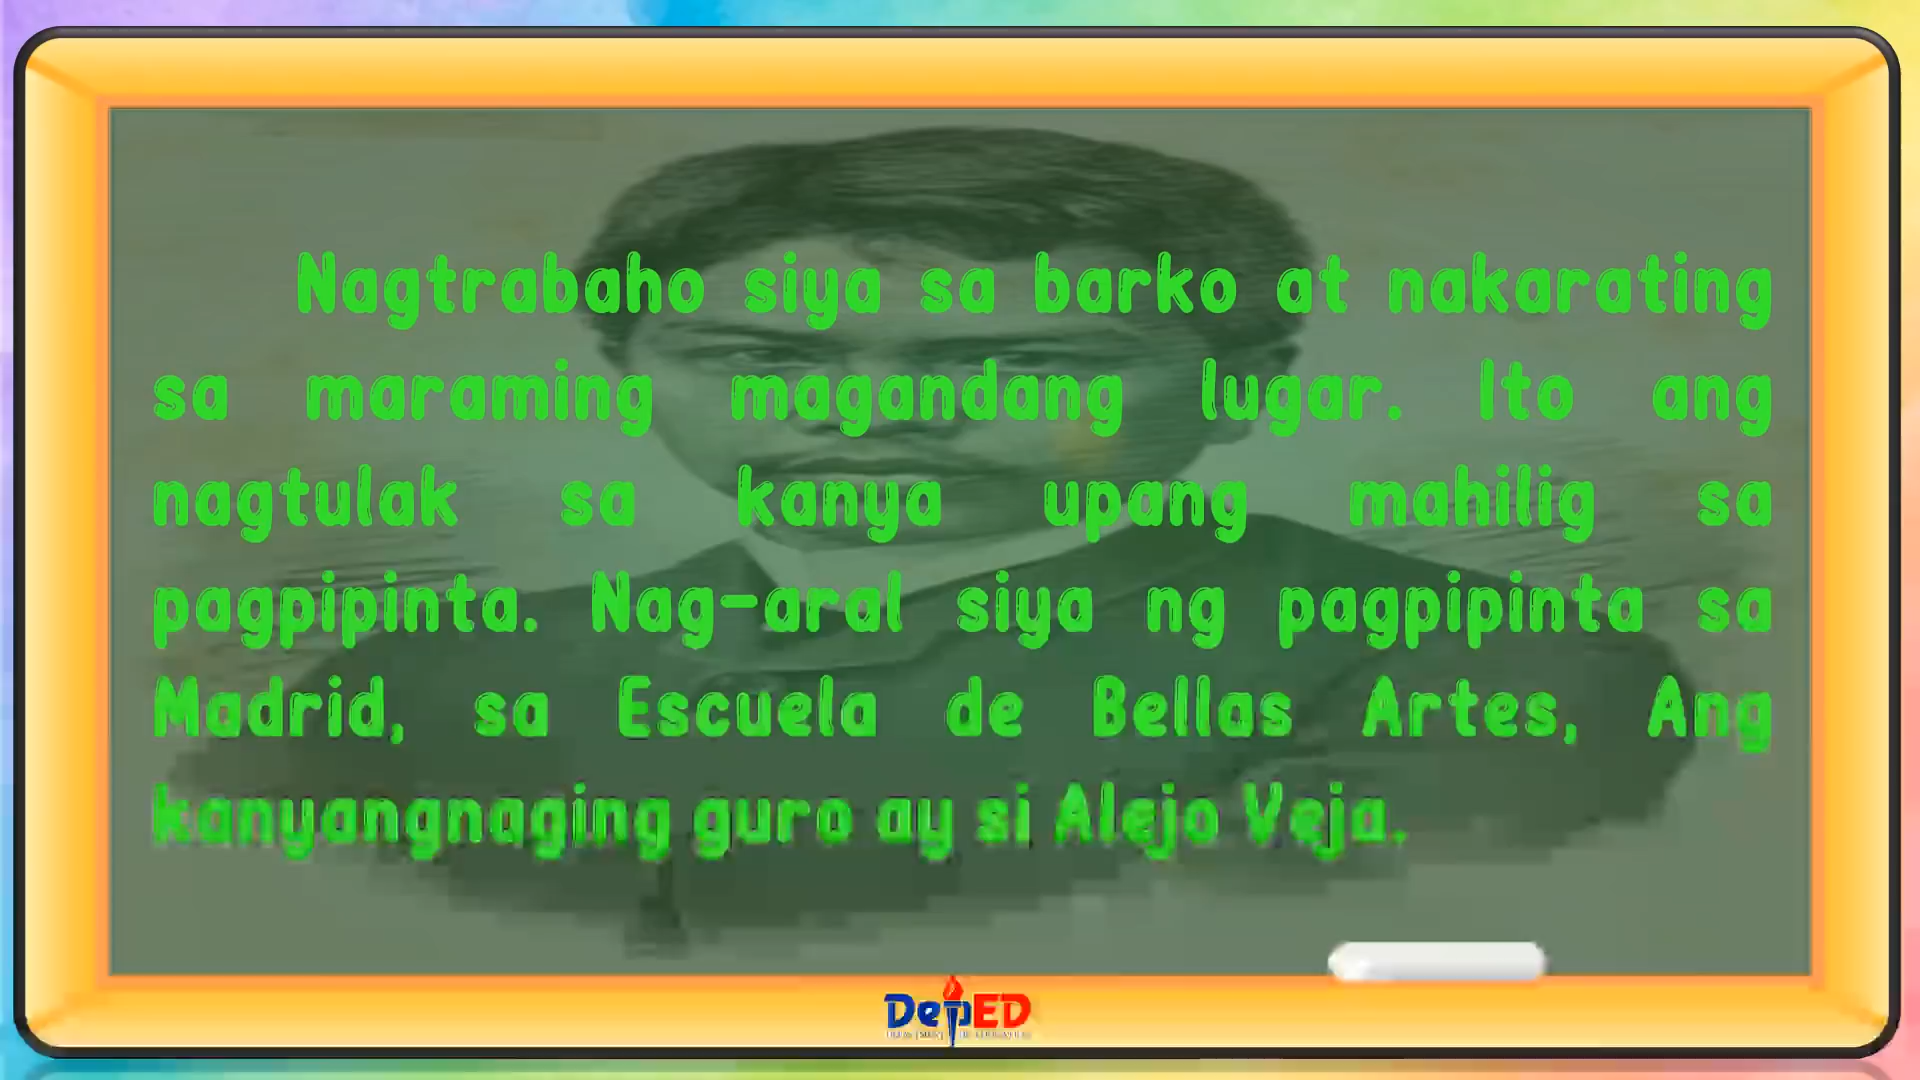 Nagtrabaho siya sa barko at nakarating
sa maraming magandang lugar. Ito ang
nagtulak sa kanya upang mahilig sa
pagpipinta. Nag-aral siya ng pagpipinta sa
Madrid, sa Escuela de Bellas Artes, Ang
kanyangnaging guro ay si Alejo Veja.
DepED